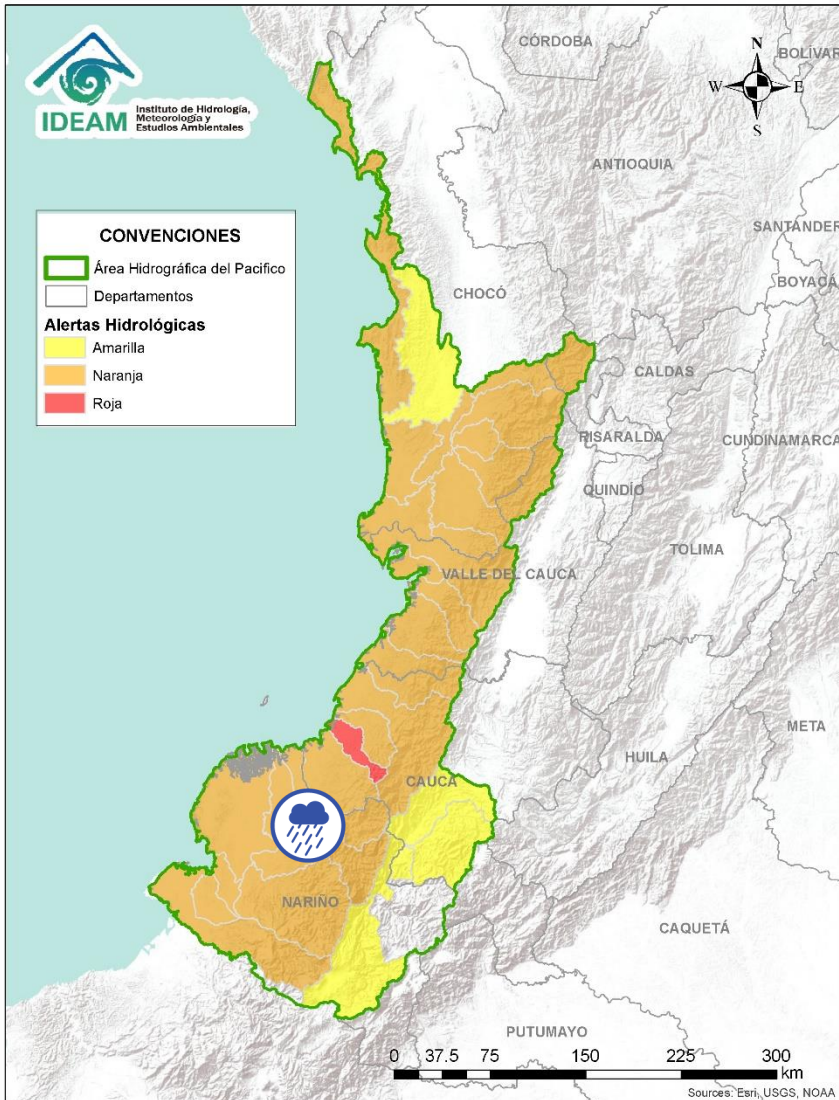 IDEAM
Instituto de Hidrología,
Meteorología y
Estudios Ambientales
N
W E
S
CONVENCIONES
Área Hidrográfica del Pacifico
Departamentos
Alertas Hidrológicas
Amarilla
Naranja
Roja
CÓRDOBA
BOLÍVAR
ANTIOQUIA
SANTANDER
BOYACÁ
CHOCÓ
CALDAS
RISARALDA
CUNDINAMARCA
QUINDÍO
TOLIMA
VALLE DEL CAUCA
META
HUILA
CAUCA
NARIÑO
CAQUETÁ
PUTUMAYO
0 37.5 75 150 225 300
km
Sources: Esri, USGS, NOAA